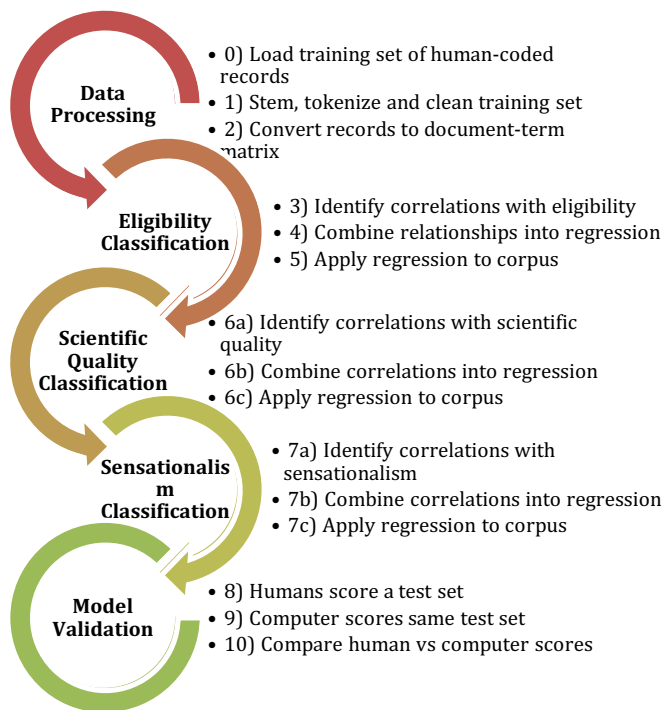 Data
Processing
• 0) Load training set of human-coded
records
• 1) Stem, tokenize and clean training set
• 2) Convert records to document-term
matrix
Eligibility
Classification
• 3) Identify correlations with eligibility
• 4) Combine relationships into regression
• 5) Apply regression to corpus
Scientific
Quality
Classification
• 6a) Identify correlations with scientific
quality
• 6b) Combine correlations into regression
• 6c) Apply regression to corpus
Sensationalis
m
Classification
• 7a) Identify correlations with
sensationalism
• 7b) Combine correlations into regression
• 7c) Apply regression to corpus
Model
Validation
• 8) Humans score a test set
• 9) Computer scores same test set
• 10) Compare human vs computer scores